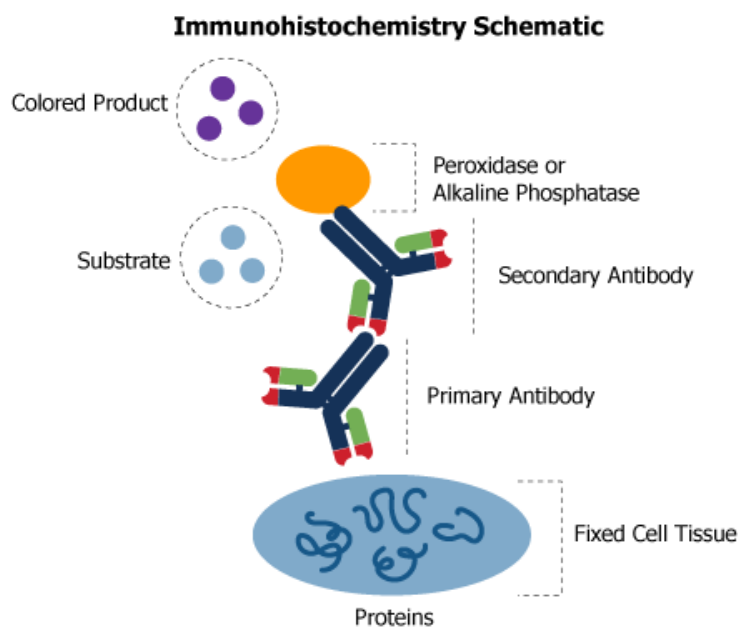 Immunohistochemistry Schematic
Colored Product
Peroxidase or
Alkaline Phosphatase
Substrate
Secondary Antibody
Primary Antibody
Fixed Cell Tissue
Proteins